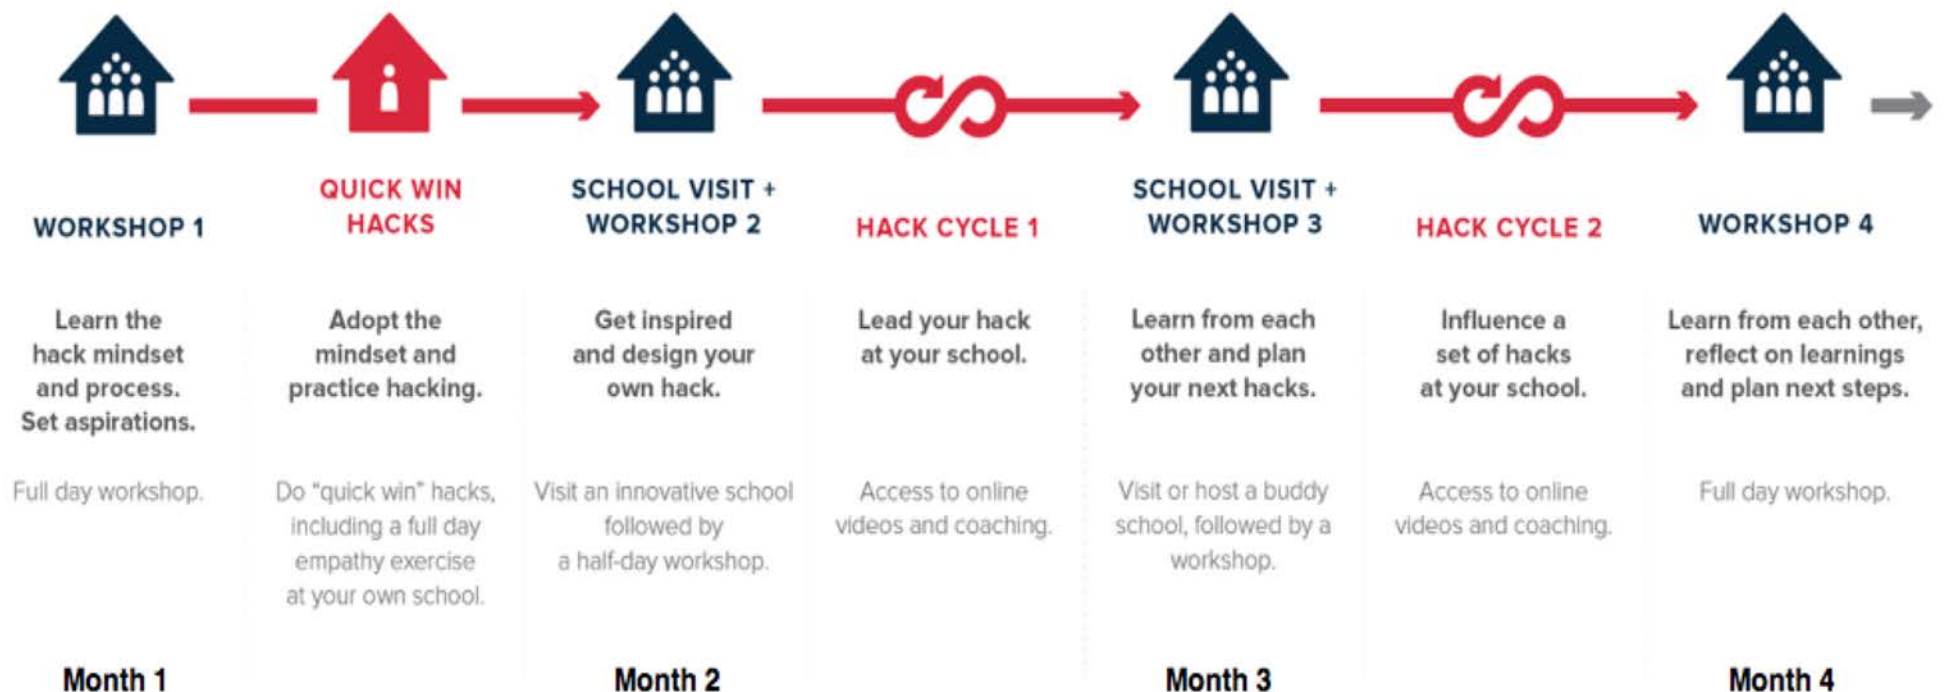 WORKSHOP 1
Learn the
hack mindset
and process.
Set aspirations.
Full day workshop.
Month 1
QUICK WIN
HACKS
Adopt the
mindset and
practice hacking.
Do "quick win" hacks,
including a full day
empathy exercise
at your own school.
SCHOOL VISIT +
WORKSHOP 2
Get inspired
and design your
own hack.
Visit an innovative school
followed by
a half-day workshop.
Month 2
HACK CYCLE 1
Lead your hack
at your school.
Access to online
videos and coaching.
SCHOOL VISIT +
WORKSHOP 3
Learn from each
other and plan
your next hacks.
Visit or host a buddy
school, followed by a
workshop.
Month 3
HACK CYCLE 2
Influence a
set of hacks
at your school.
Access to online
videos and coaching.
WORKSHOP 4
Learn from each other,
reflect on learnings
and plan next steps.
Full day workshop.
Month 4